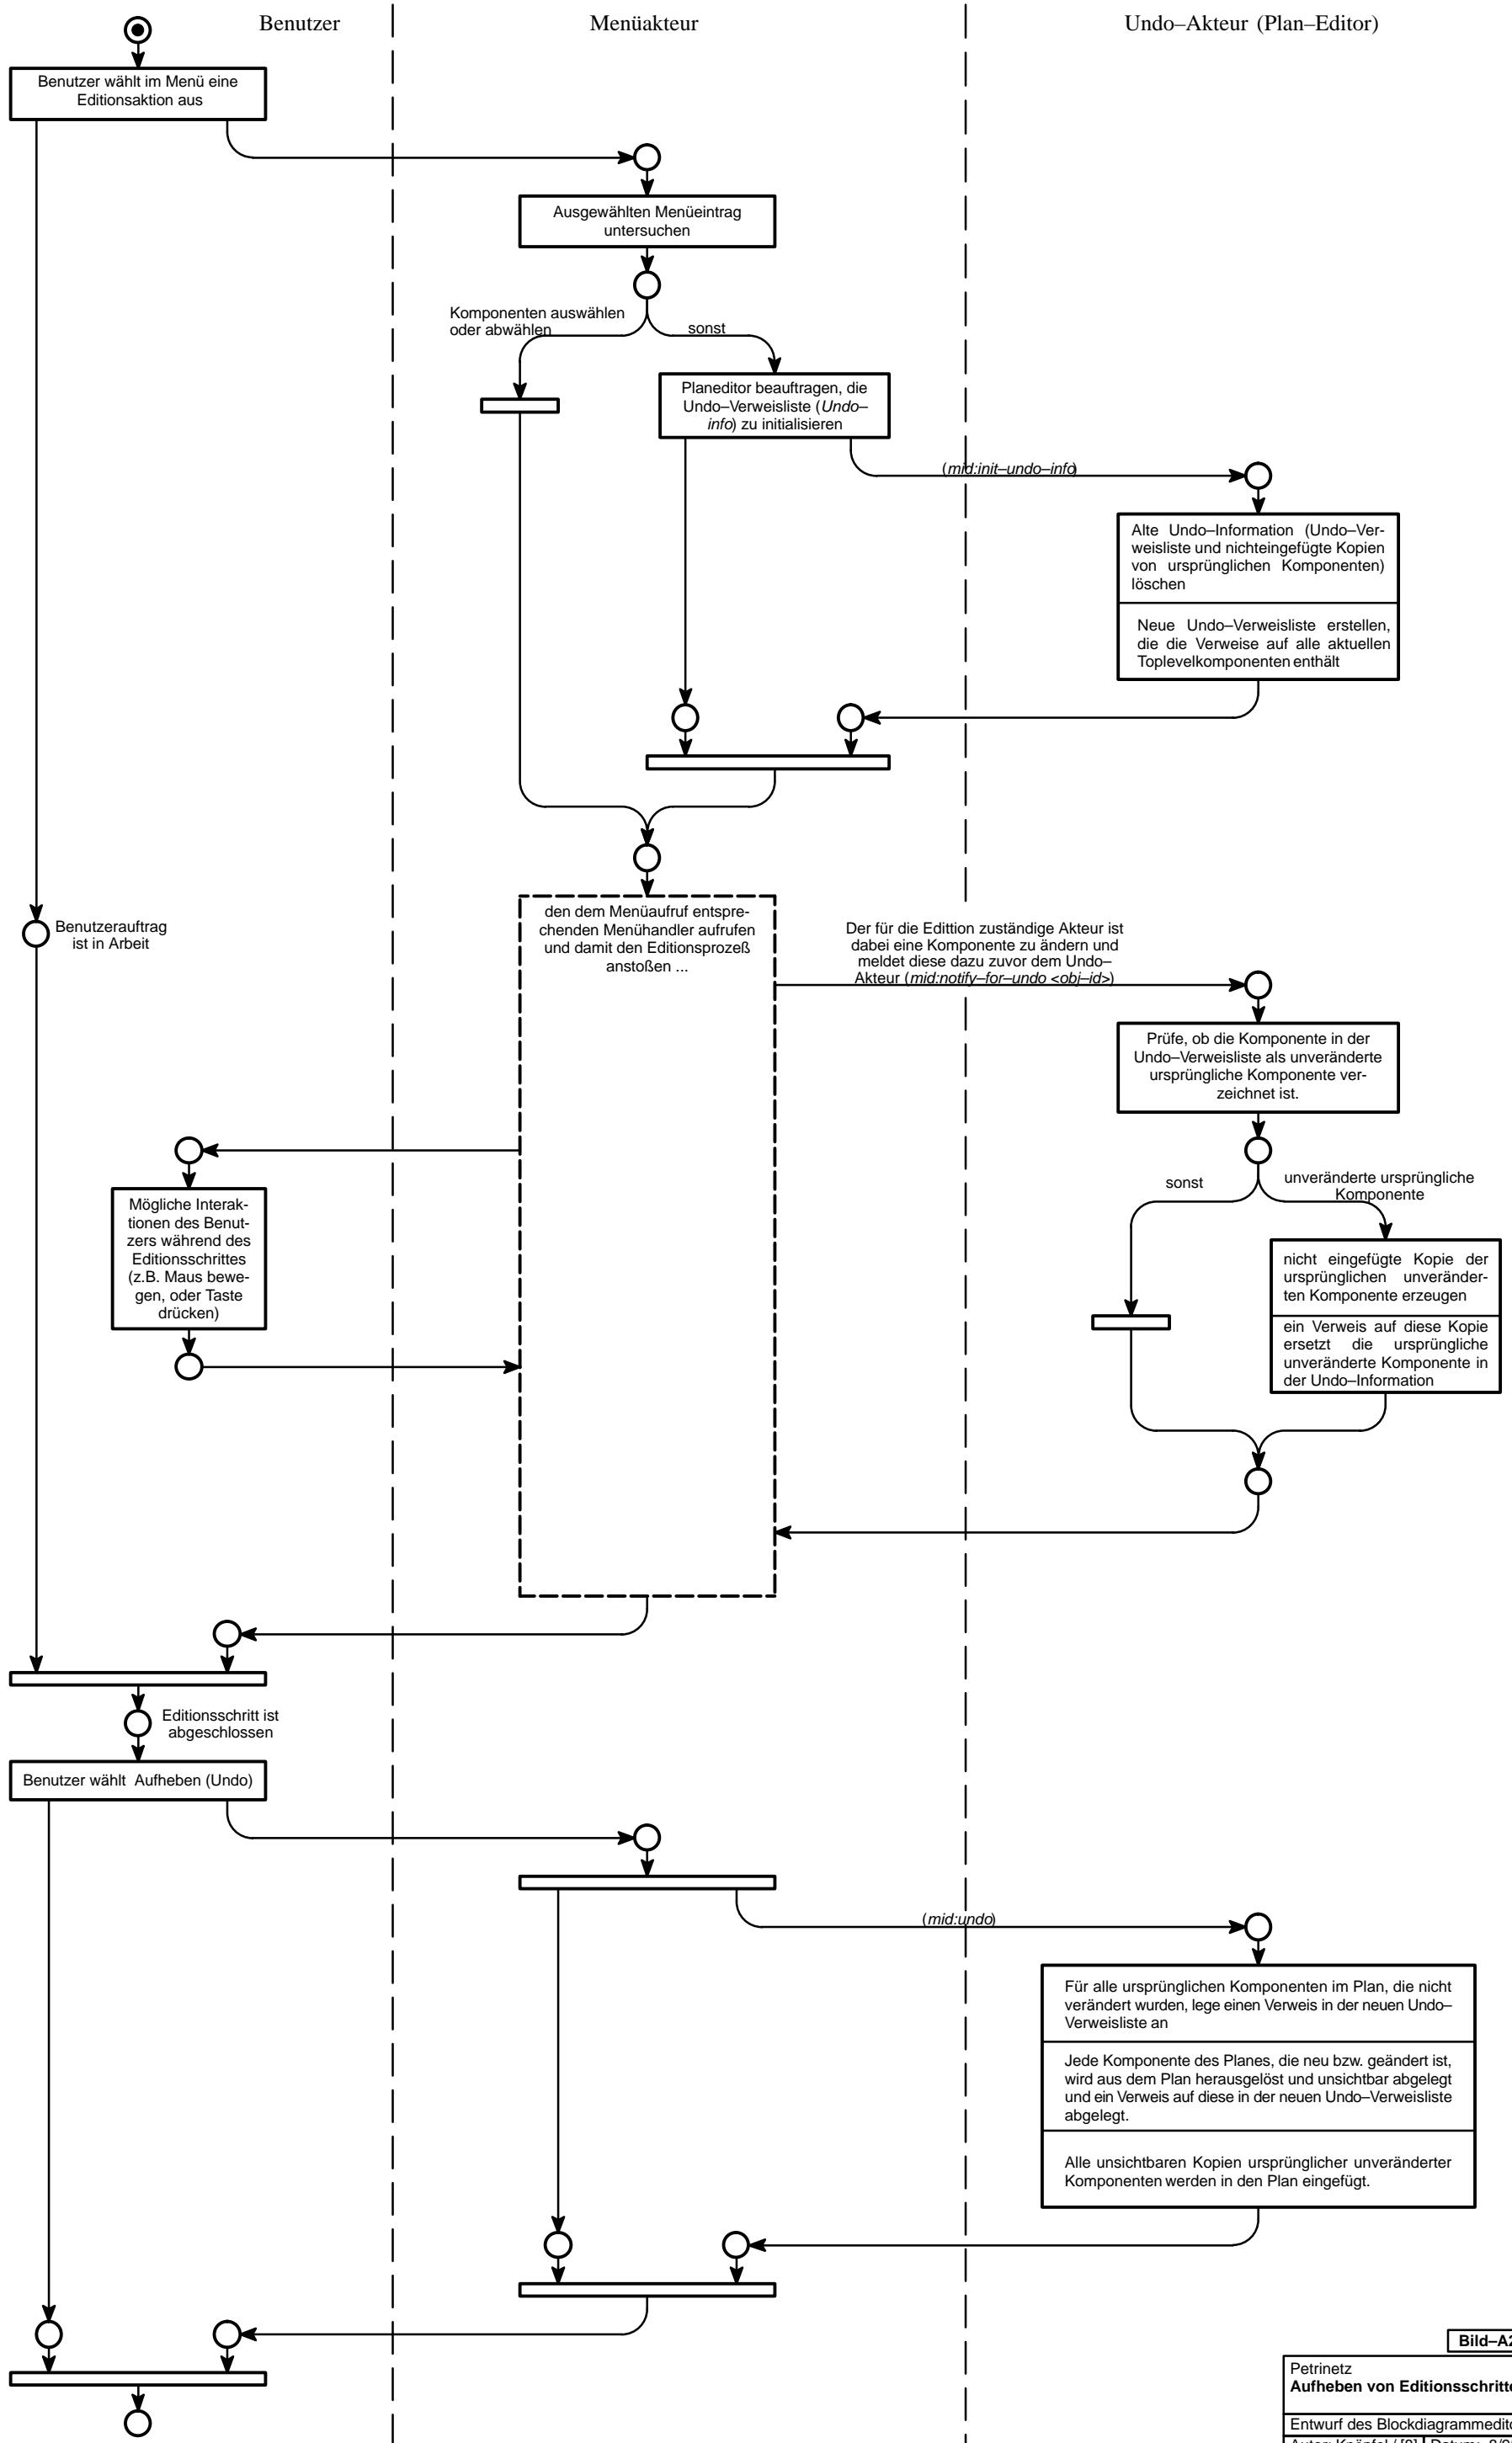 Benutzer
Menüakteur
Undo–Akteur (Plan–Editor)
Benutzer wählt im Menü eine
Editionsaktion aus
Ausgewählten Menüeintrag
untersuchen
Komponenten auswählen
oder abwählen
sonst
Planeditor beauftragen, die
Undo–Verweisliste (Undo–
info) zu initialisieren
(mid:init–undo–info)
Alte Undo–Information (Undo–Ver-
weisliste und nichteingefügte Kopien
von ursprünglichen Komponenten)
löschen
Neue Undo–Verweisliste erstellen,
die die Verweise auf alle aktuellen
Toplevelkomponenten enthält
Benutzerauftrag
ist in Arbeit
den dem Menüaufruf entspre-
chenden Menühandler aufrufen
und damit den Editionsprozeß
anstoßen ...
Der für die Edittion zuständige Akteur ist
dabei eine Komponente zu ändern und
meldet diese dazu zuvor dem Undo–
Akteur (mid:notify–for–undo <obj–id>)
Prüfe, ob die Komponente in der
Undo–Verweisliste als unveränderte
ursprüngliche Komponente ver-
zeichnet ist.
sonst
unveränderte ursprüngliche
Komponente
Mögliche Interak-
tionen des Benut-
zers während des
Editionsschrittes
(z.B. Maus bewe-
gen, oder Taste
drücken)
nicht eingefügte Kopie der
ursprünglichen unveränder-
ten Komponente erzeugen
ein Verweis auf diese Kopie
ersetzt die ursprüngliche
unveränderte Komponente in
der Undo–Information
Editionsschritt ist
abgeschlossen
Benutzer wählt Aufheben (Undo)
(mid:undo)
Für alle ursprünglichen Komponenten im Plan, die nicht
verändert wurden, lege einen Verweis in der neuen Undo–
Verweisliste an
Jede Komponente des Planes, die neu bzw. geändert ist,
wird aus dem Plan herausgelöst und unsichtbar abgelegt
und ein Verweis auf diese in der neuen Undo–Verweisliste
abgelegt.
Alle unsichtbaren Kopien ursprünglicher unveränderter
Komponenten werden in den Plan eingefügt.
Bild–A2
Petrinetz
Aufheben von Editionsschritte
Entwurf des Blockdiagrammedito
Autor: Knöpfel / [8] Datum: